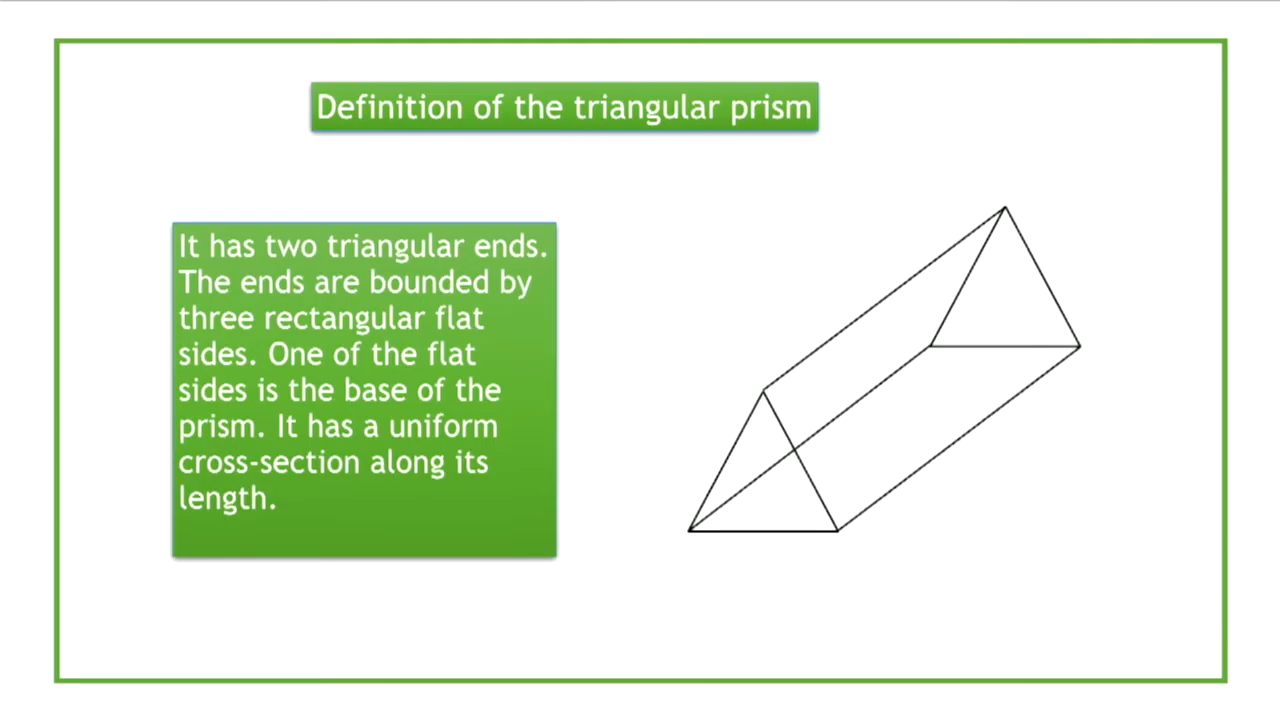 Definition of the triangular prism
It has two triangular ends.
The ends are bounded by
three rectangular flat
sides. One of the flat
sides is the base of the
prism. It has a uniform
cross-section along its
length.